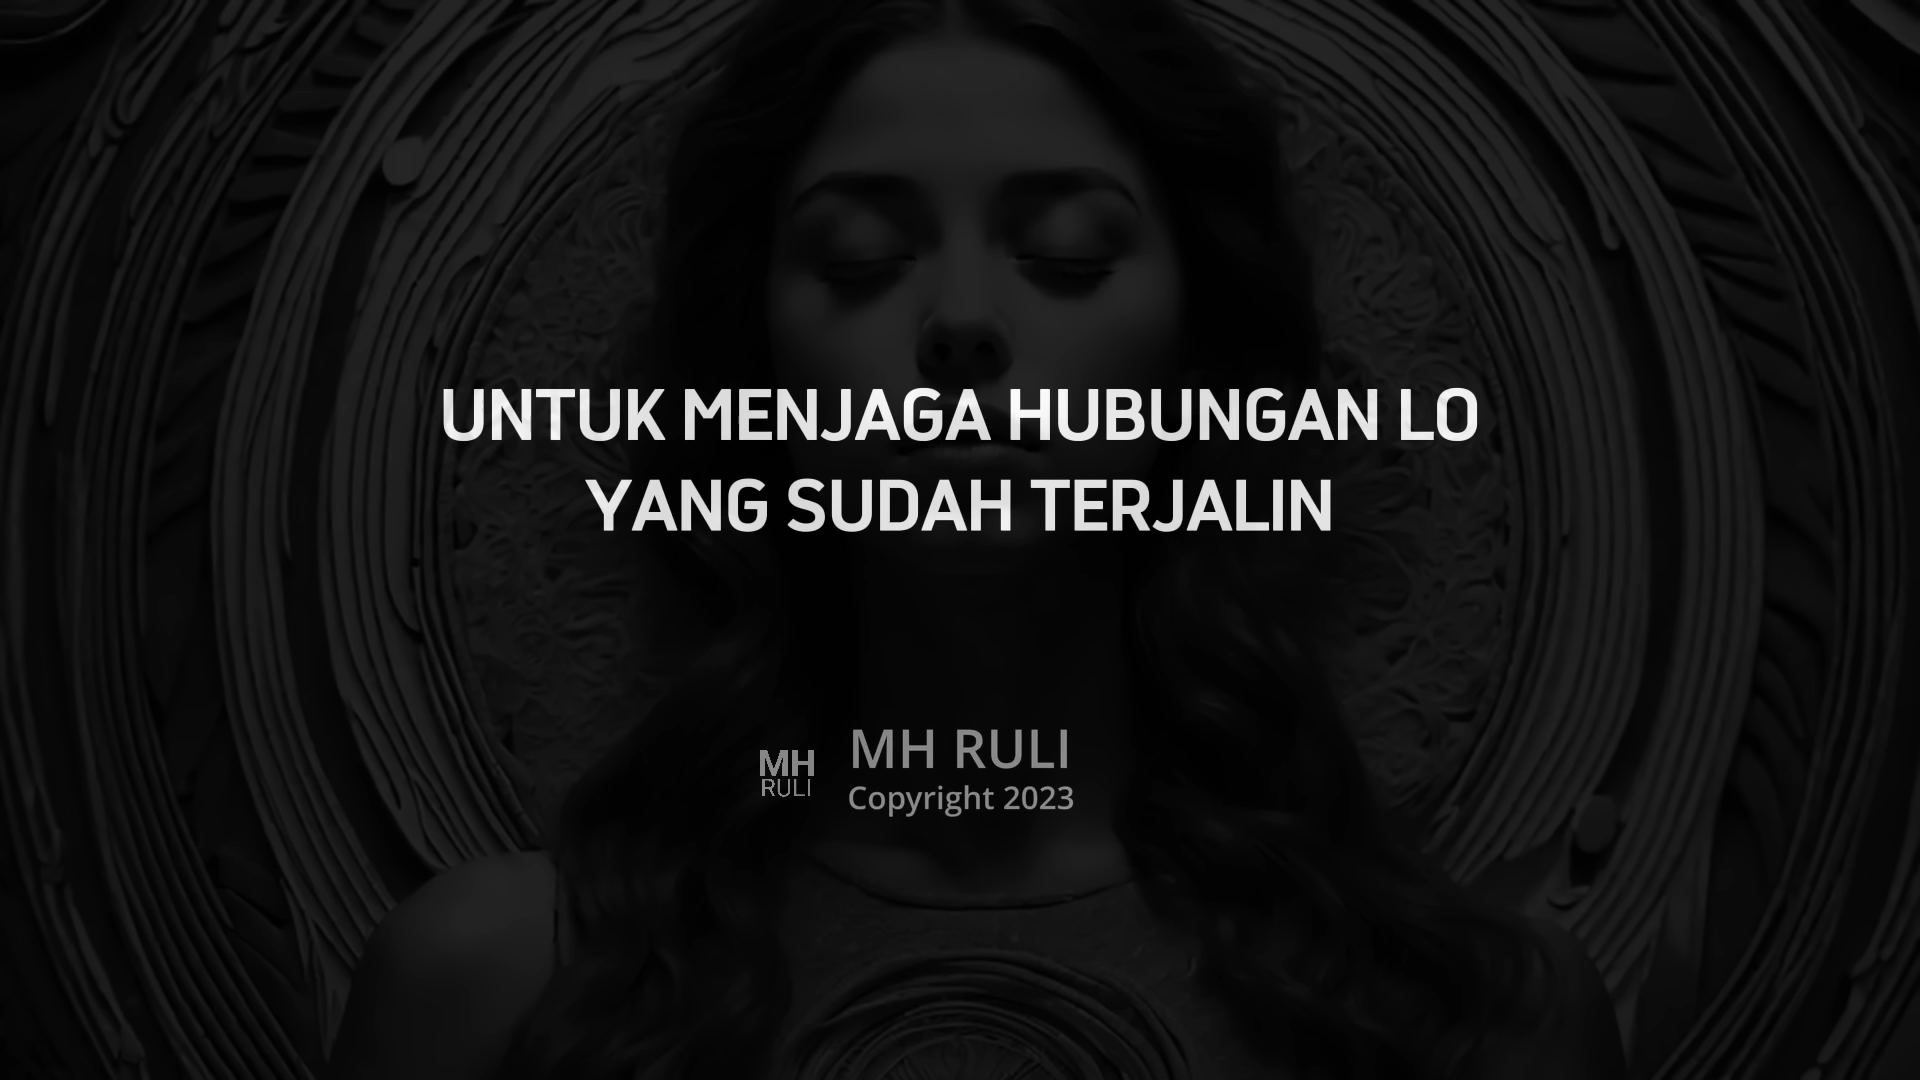 UNTUK MENJAGA HUBUNGAN LO
YANG SUDAH TERJALIN
MH RULI
MH
RULI
Copyright 2023